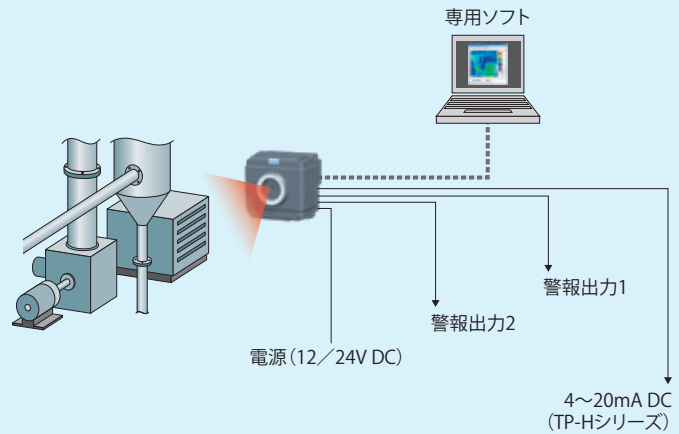 専用ソフト
警報出力1
警報出力2
電源(12／24V DC)
4〜20mA DC
(TP-Hシリーズ)